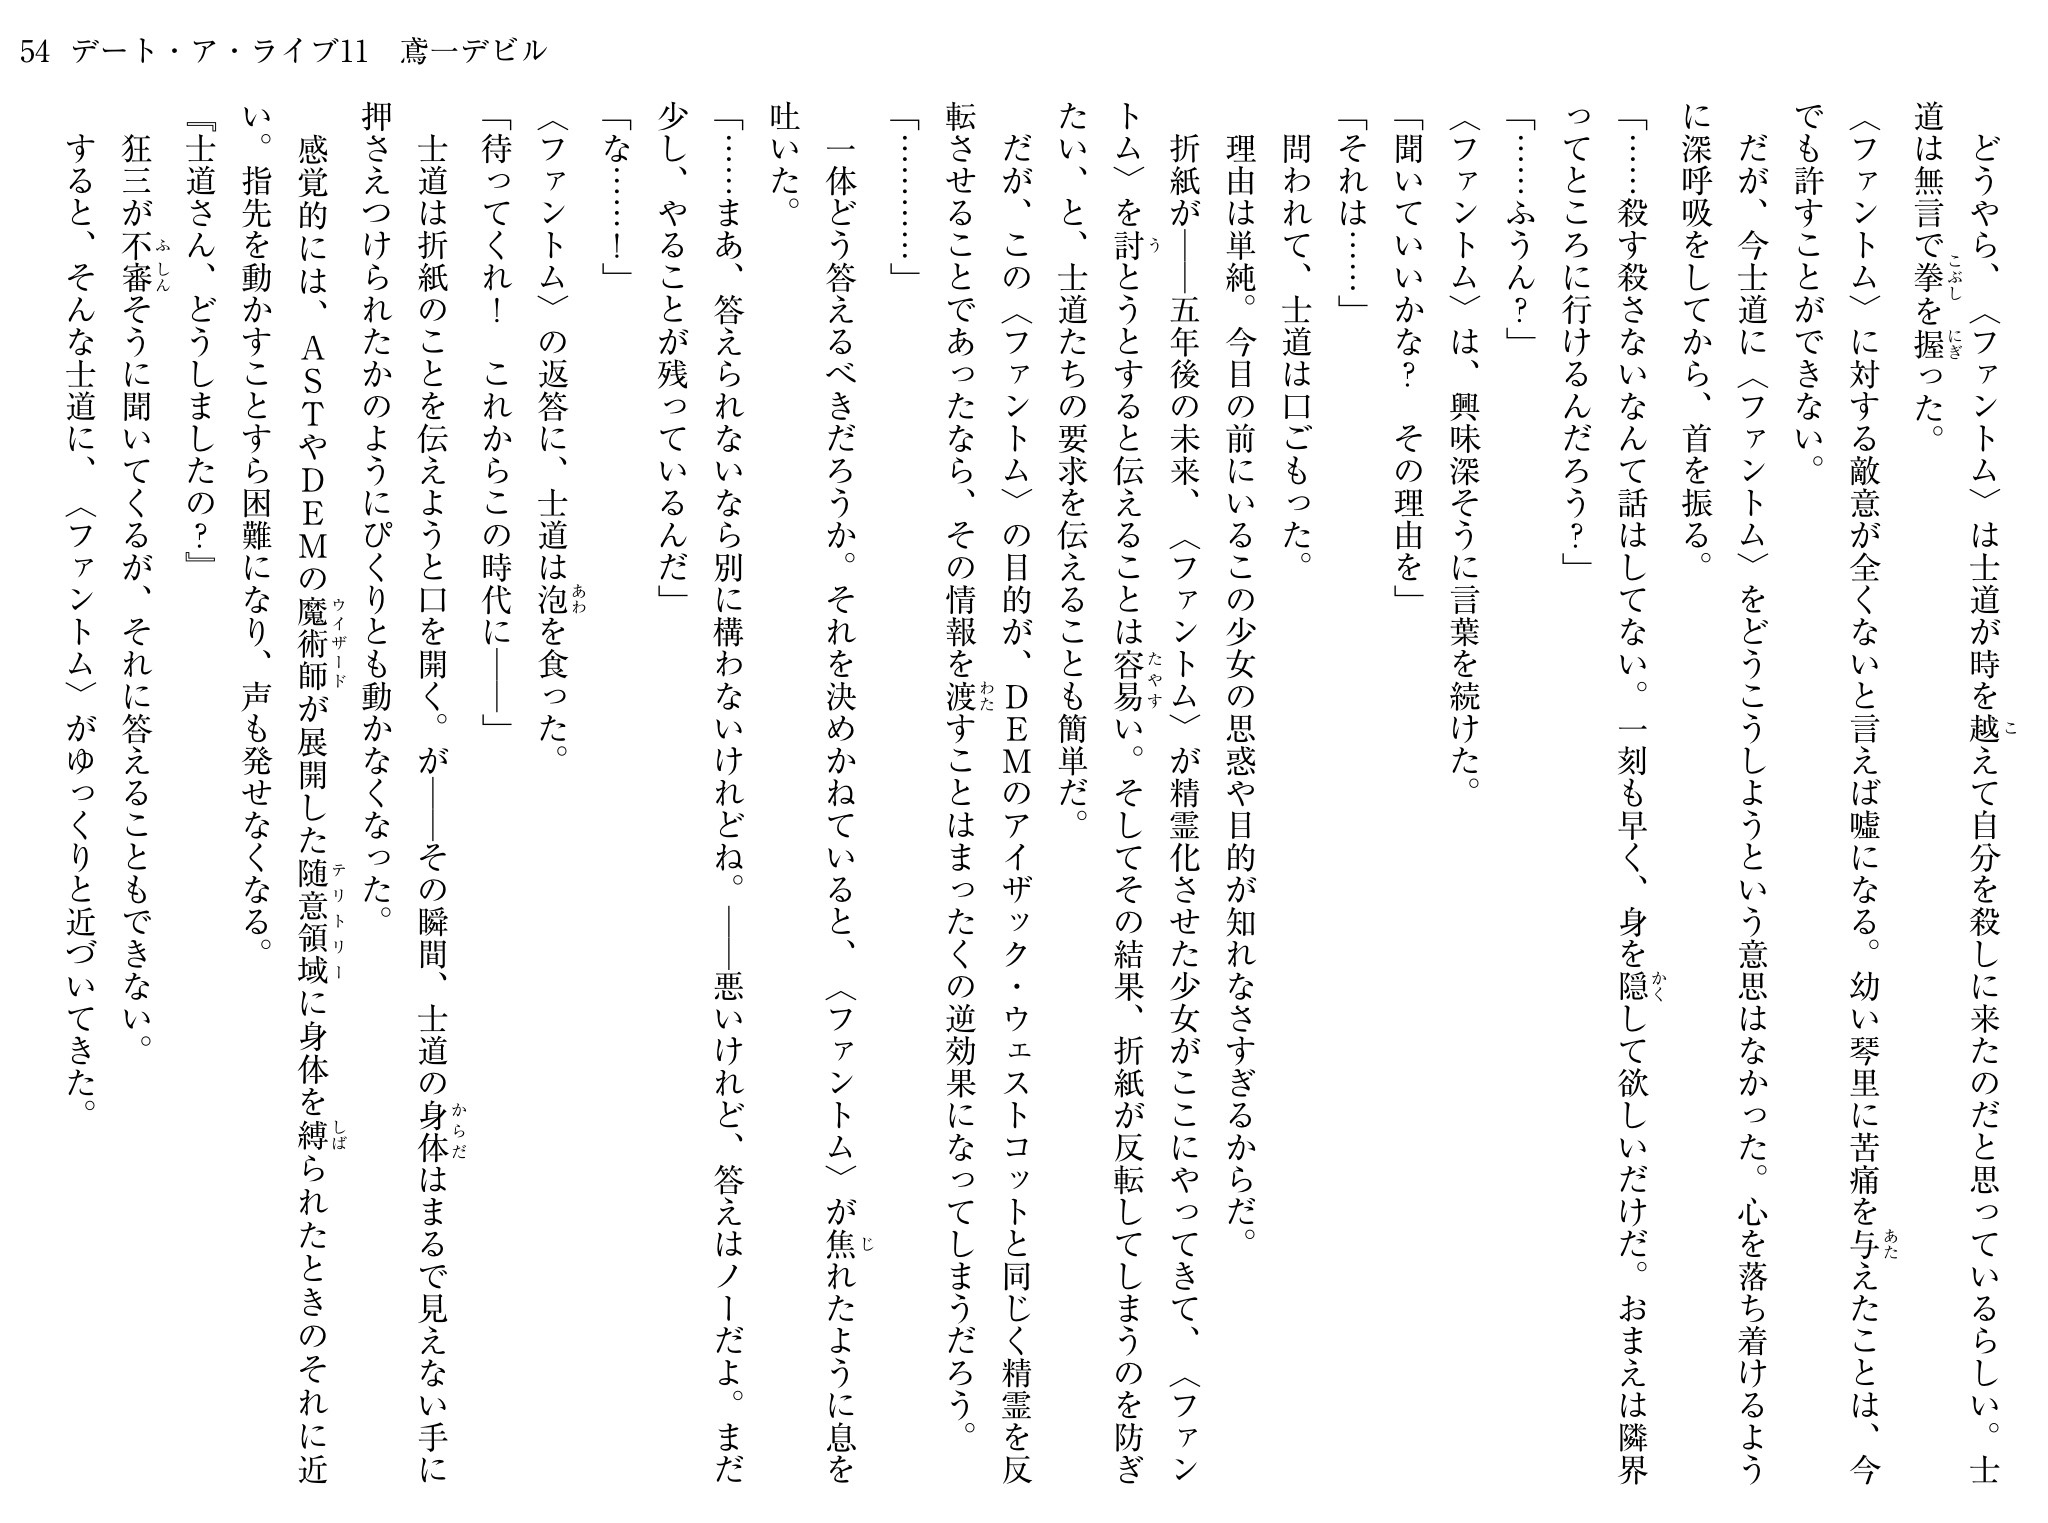 54 デート・ア・ライブ11　鳶一デビル
　どうやら、〈ファントム〉は士道が時を越えて自分を殺しに来たのだと思っているらしい。士
道は無言で拳を握った。
〈ファントム〉に対する敵意が全くないと言えば嘘になる。幼い琴里に苦痛を与えたことは、今
でも許すことができない。
　だが、今士道に〈ファントム〉をどうこうしようという意思はなかった。心を落ち着けるよう
に深呼吸をしてから、首を振る。
「……殺す殺さないなんて話はしてない。一刻も早く、身を隠して欲しいだけだ。おまえは隣界
ってところに行けるんだろう？」
「……ふうん？」
〈ファントム〉は、興味深そうに言葉を続けた。
「聞いていいかな？　その理由を」
「それは……」
　問われて、士道は口ごもった。
　理由は単純。今目の前にいるこの少女の思惑や目的が知れなさすぎるからだ。
　折紙が――五年後の未来、〈ファントム〉が精霊化させた少女がここにやってきて、〈ファン
トム〉を討とうとすると伝えることは容易い。そしてその結果、折紙が反転してしまうのを防ぎ
たい、と、士道たちの要求を伝えることも簡単だ。
　だが、この〈ファントム〉の目的が、ＤＥＭのアイザック・ウェストコットと同じく精霊を反
転させることであったなら、その情報を渡すことはまったくの逆効果になってしまうだろう。
「…………」
　一体どう答えるべきだろうか。それを決めかねていると、〈ファントム〉が焦れたように息を
吐いた。
「……まあ、答えられないなら別に構わないけれどね。――悪いけれど、答えはノーだよ。まだ
少し、やることが残っているんだ」
「な……！」
〈ファントム〉の返答に、士道は泡を食った。
「待ってくれ！　これからこの時代に――」
　士道は折紙のことを伝えようと口を開く。が――その瞬間、士道の身体はまるで見えない手に
押さえつけられたかのようにぴくりとも動かなくなった。
　感覚的には、ＡＳＴやＤＥＭの魔術師が展開した随意領域に身体を縛られたときのそれに近
い。指先を動かすことすら困難になり、声も発せなくなる。
『士道さん、どうしましたの？』
　狂三が不審そうに聞いてくるが、それに答えることもできない。
　すると、そんな士道に、〈ファントム〉がゆっくりと近づいてきた。